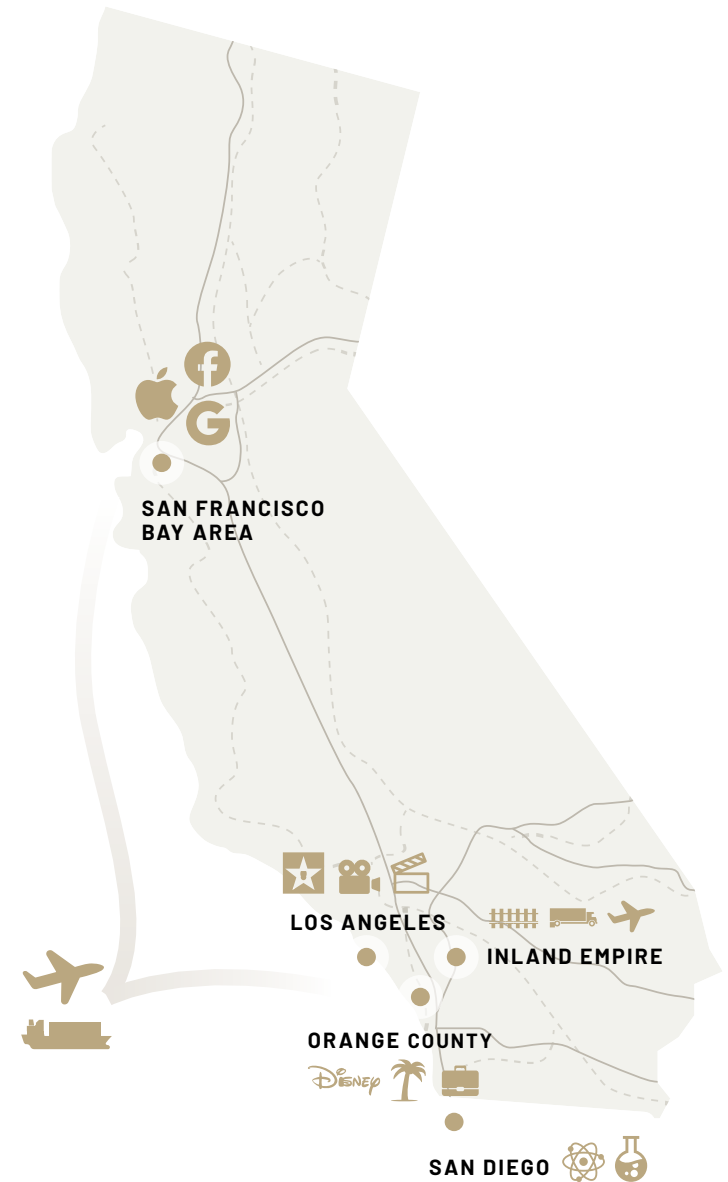 SAN FRANCISCO
BAY AREA
LOS ANGELES
INLAND EMPIRE
ORANGE COUNTY
Disney
SAN DIEGO